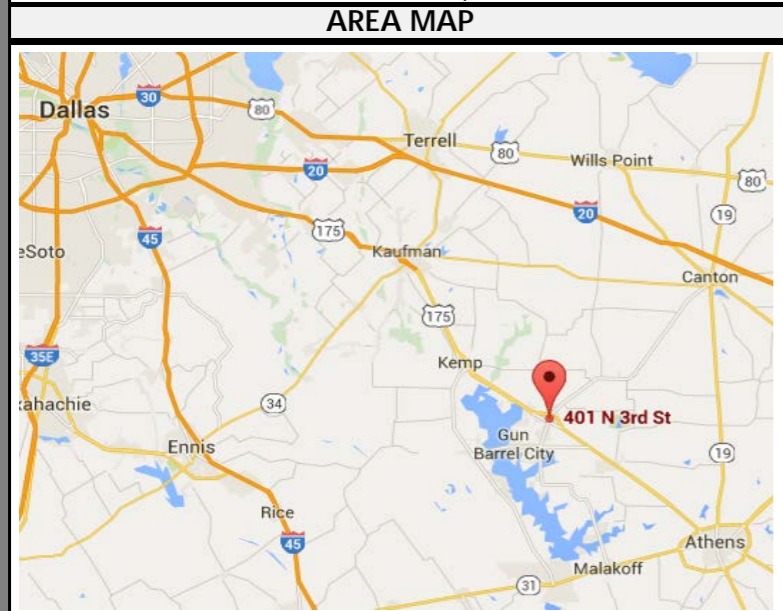 AREA MAP
30
Dallas
80
Terrell
80
Wills Point
20
80
175
20
19
45
eSoto
Kaufman
Canton
175
35E
Kemp
34
ahachie
401 N 3rd St
Gun
Barrel City
Ennis
19
Rice
45
Athens
Malakoff
31